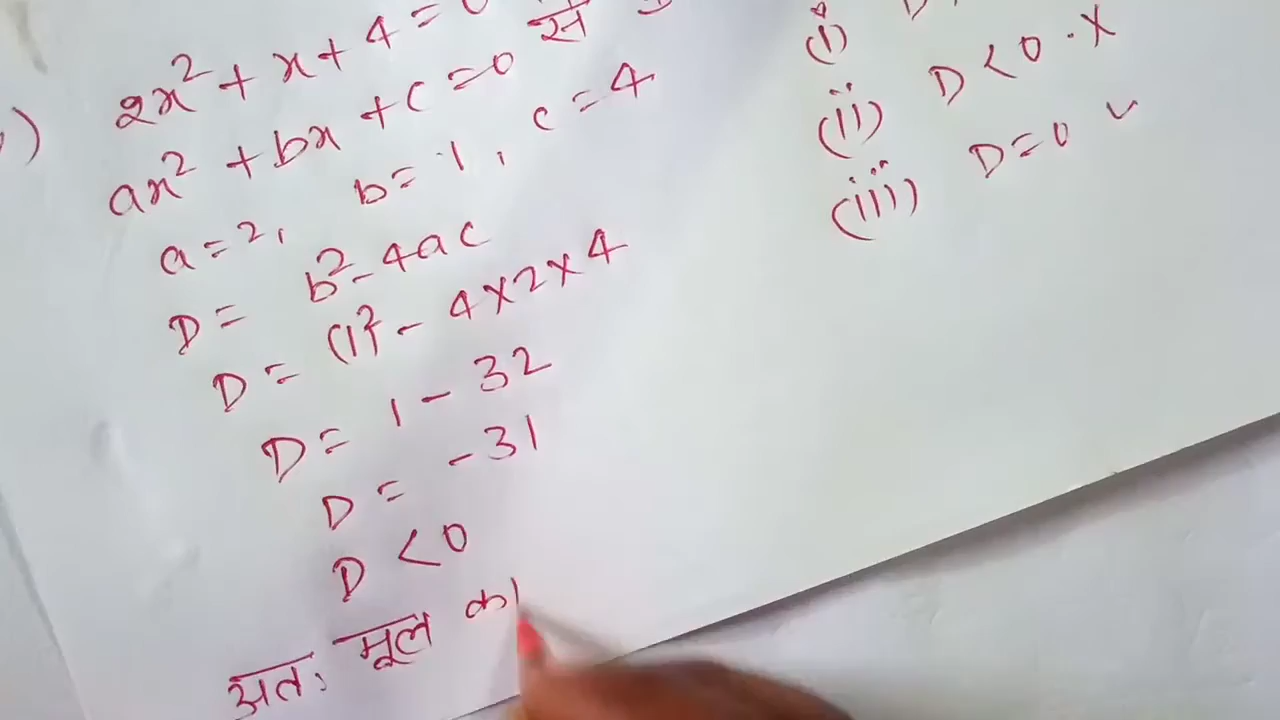 2x² + x + 4 = 0
ax² + bx + c = 0 से
a = 2, b = 1, c = 4
D = b² - 4ac
D = (1)² - 4×2×4
D = 1 - 32
D = -31
D < 0
अतः मूल का
(i) D
(ii) D < 0 . X
(iii) D = 0 ✓